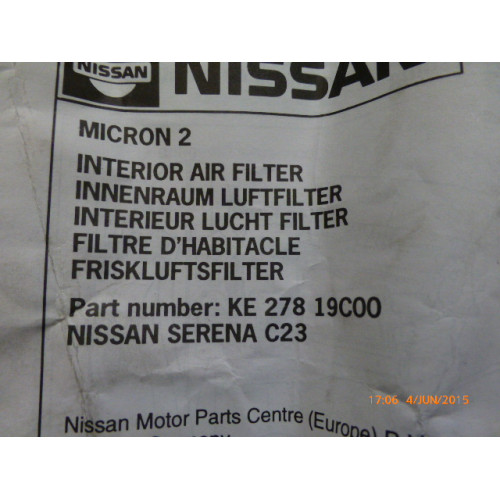 NISSAN NISSAN
MICRON 2
INTERIOR AIR FILTER
INNENRAUM LUFTFILTER
INTERIEUR LUCHT FILTER
FILTRE D'HABITACLE
FRISKLUFTSFILTER
Part number: KE 278 19C00
NISSAN SERENA C23
17:06 4/JUN/2015
Nissan Motor Parts Centre (Europe)